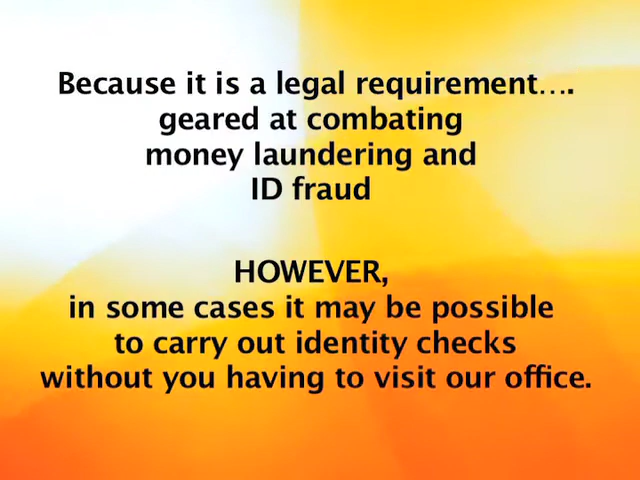 Because it is a legal requirement….
geared at combating
money laundering and
ID fraud
HOWEVER,
in some cases it may be possible
to carry out identity checks
without you having to visit our office.